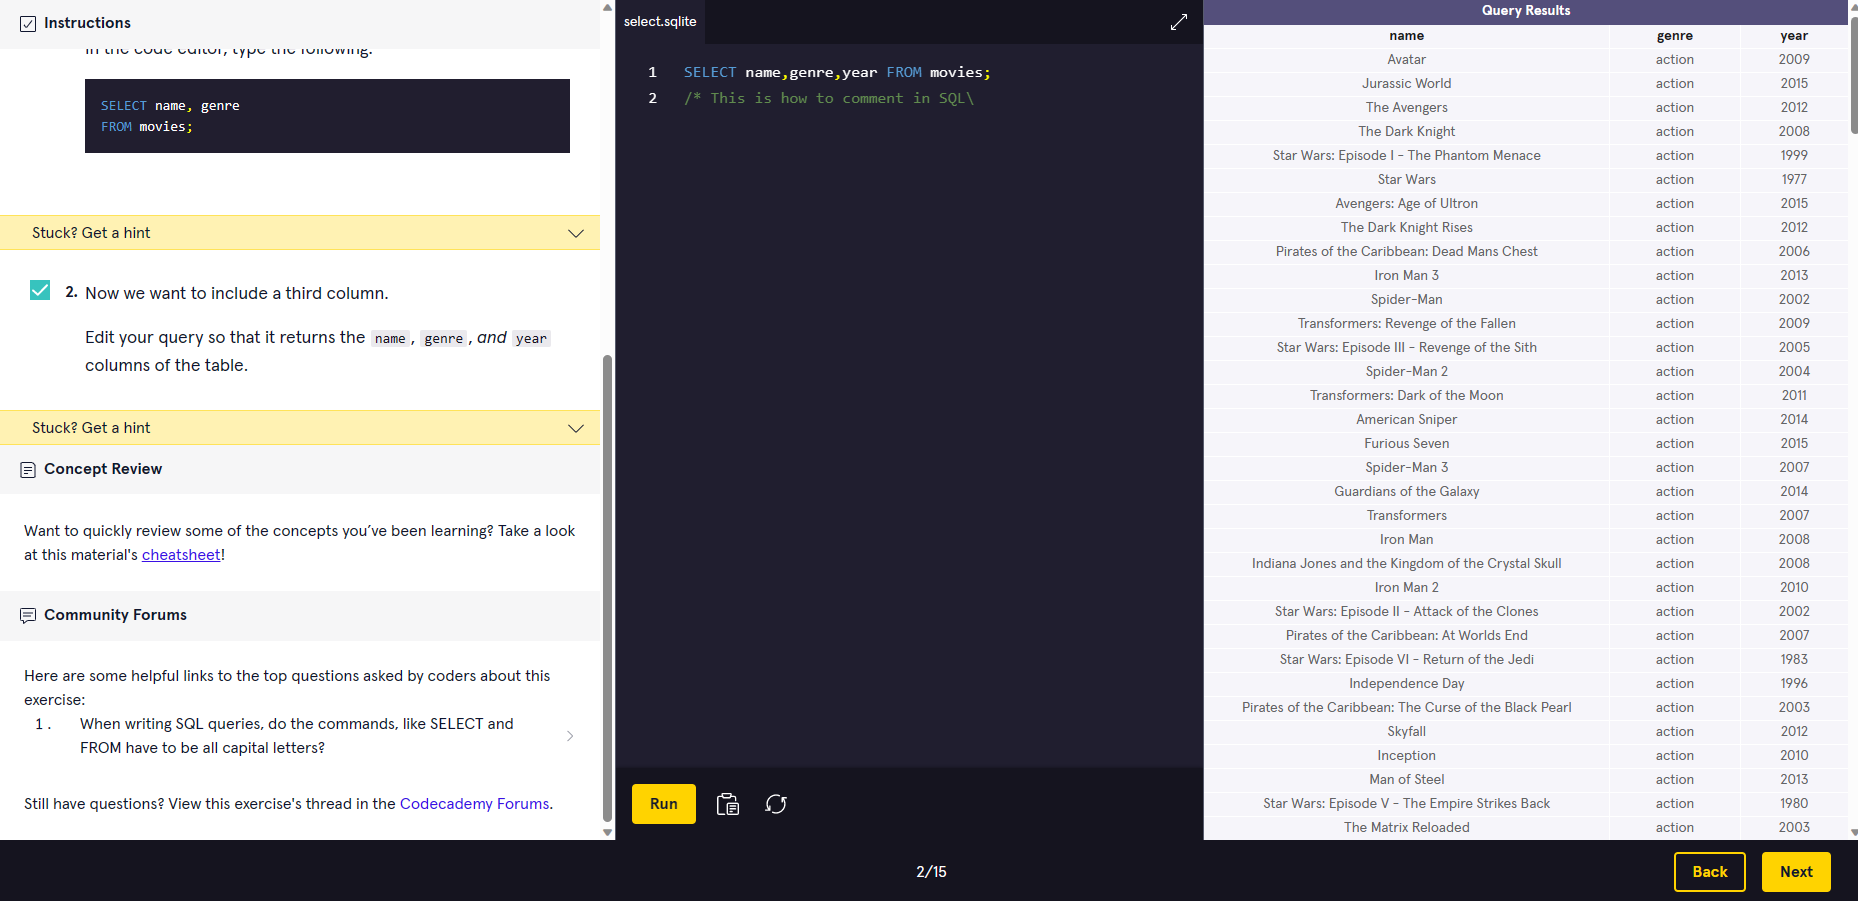 Instructions
In the code editor, type the following:
SELECT name, genre
FROM movies;
Stuck? Get a hint
2. Now we want to include a third column.
Edit your query so that it returns the name, genre, and year
columns of the table.
Stuck? Get a hint
Concept Review
Want to quickly review some of the concepts you’ve been learning? Take a look
at this material's cheatsheet!
Community Forums
Here are some helpful links to the top questions asked by coders about this
exercise:
1. When writing SQL queries, do the commands, like SELECT and
FROM have to be all capital letters?
Still have questions? View this exercise's thread in the Codecademy Forums.
select.sqlite
1 SELECT name,genre,year FROM movies;
2 /* This is how to comment in SQL\
Run
Query Results
name genre year
Avatar action 2009
Jurassic World action 2015
The Avengers action 2012
The Dark Knight action 2008
Star Wars: Episode I - The Phantom Menace action 1999
Star Wars action 1977
Avengers: Age of Ultron action 2015
The Dark Knight Rises action 2012
Pirates of the Caribbean: Dead Mans Chest action 2006
Iron Man 3 action 2013
Spider-Man action 2002
Transformers: Revenge of the Fallen action 2009
Star Wars: Episode III - Revenge of the Sith action 2005
Spider-Man 2 action 2004
Transformers: Dark of the Moon action 2011
American Sniper action 2014
Furious Seven action 2015
Spider-Man 3 action 2007
Guardians of the Galaxy action 2014
Transformers action 2007
Iron Man action 2008
Indiana Jones and the Kingdom of the Crystal Skull action 2008
Iron Man 2 action 2010
Star Wars: Episode II - Attack of the Clones action 2002
Pirates of the Caribbean: At Worlds End action 2007
Star Wars: Episode VI - Return of the Jedi action 1983
Independence Day action 1996
Pirates of the Caribbean: The Curse of the Black Pearl action 2003
Skyfall action 2012
Inception action 2010
Man of Steel action 2013
Star Wars: Episode V - The Empire Strikes Back action 1980
The Matrix Reloaded action 2003
2/15
Back
Next